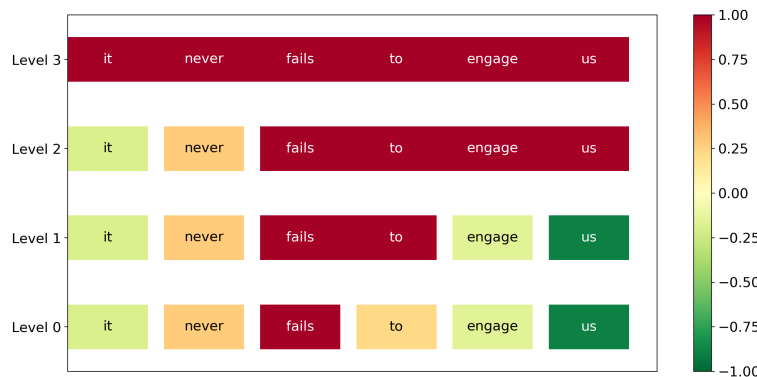 Level 3 it never fails to engage us
Level 2 it never fails to engage us
Level 1 it never fails to engage us
Level 0 it never fails to engage us
1.00
0.75
0.50
0.25
0.00
−0.25
−0.50
−0.75
−1.00